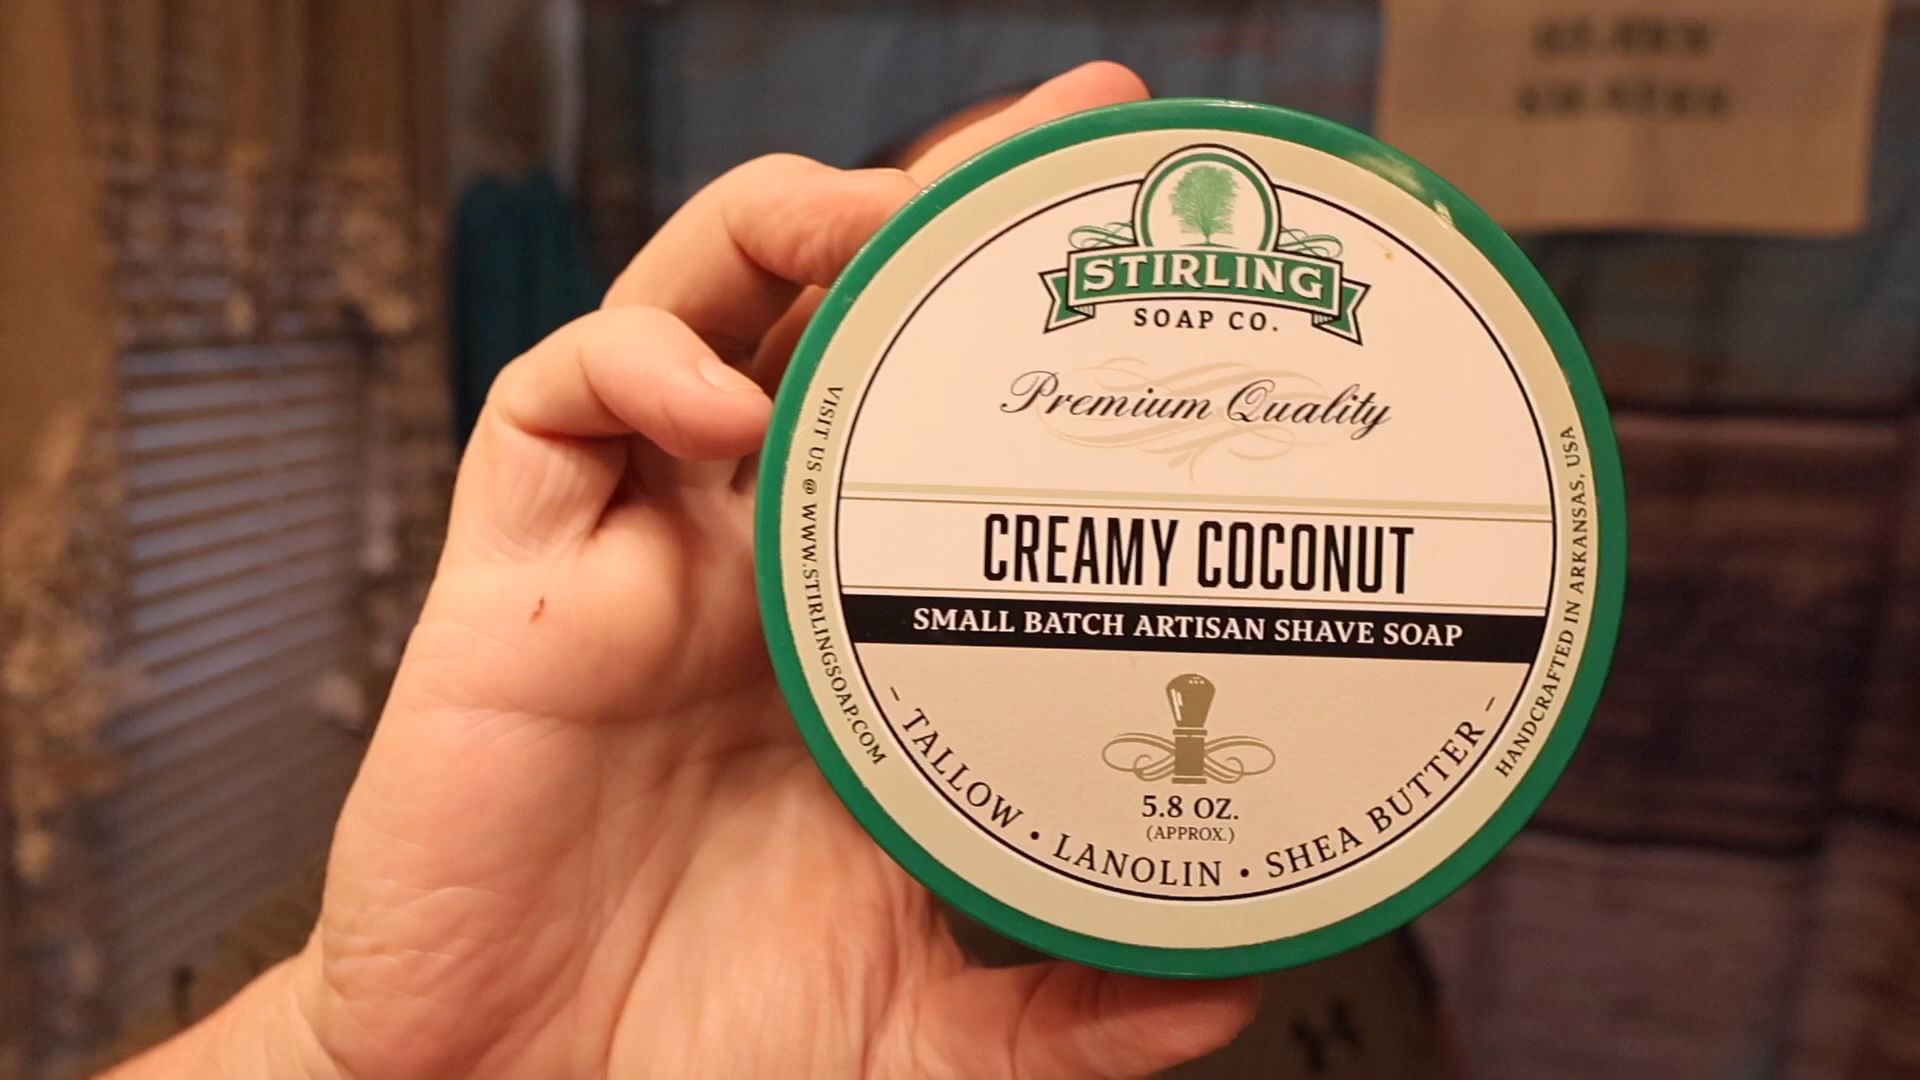 STIRLING
SOAP CO.
Premium Quality
CREAMY COCONUT
SMALL BATCH ARTISAN SHAVE SOAP
5.8 OZ.
(APPROX.)
- TALLOW • LANOLIN • SHEA BUTTER -
VISIT US @ WWW.STIRLINGSOAP.COM
HANDCRAFTED IN ARKANSAS, USA